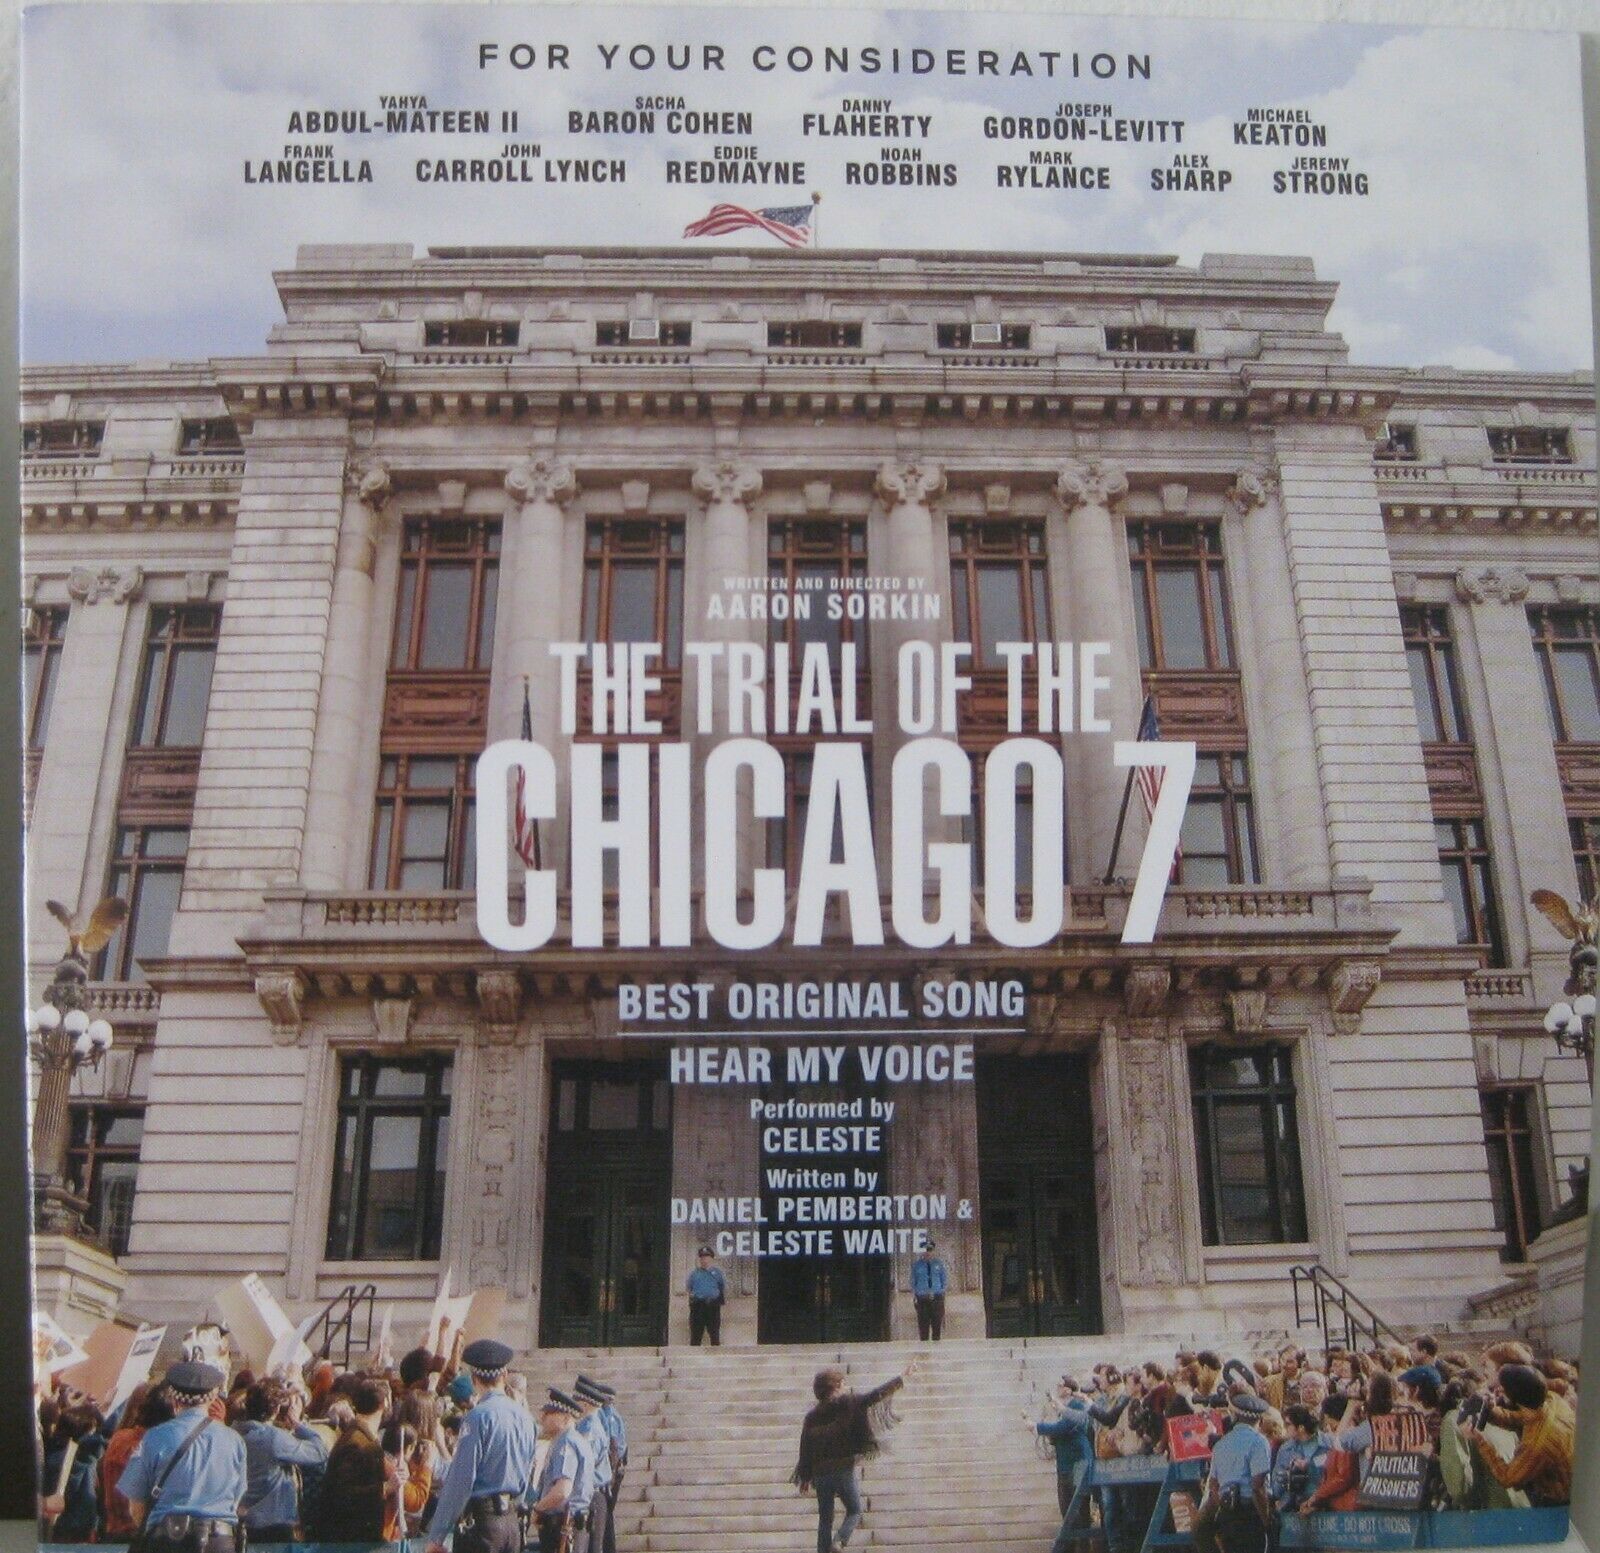 FOR YOUR CONSIDERATION
YAHYA ABDUL-MATEEN II SACHA BARON COHEN DANNY FLAHERTY JOSEPH GORDON-LEVITT MICHAEL KEATON
FRANK LANGELLA JOHN CARROLL LYNCH EDDIE REDMAYNE NOAH ROBBINS MARK RYLANCE ALEX SHARP JEREMY STRONG
WRITTEN AND DIRECTED BY
AARON SORKIN
THE TRIAL OF THE
CHICAGO 7
BEST ORIGINAL SONG
HEAR MY VOICE
Performed by
CELESTE
Written by
DANIEL PEMBERTON &
CELESTE WAITE
FREE ALL
POLITICAL
PRISONERS
POLICE LINE - DO NOT CROSS